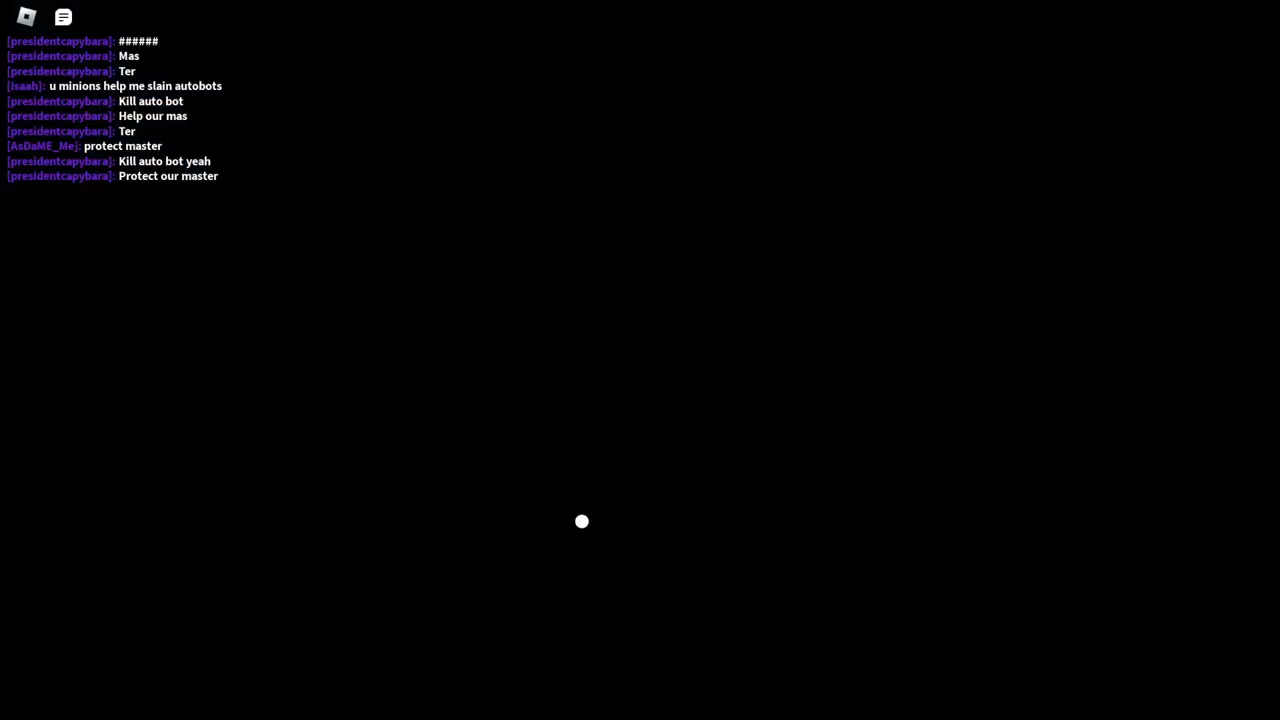 [presidentcapybara]: ######
[presidentcapybara]: Mas
[presidentcapybara]: Ter
[Isaah]: u minions help me slain autobots
[presidentcapybara]: Kill auto bot
[presidentcapybara]: Help our mas
[presidentcapybara]: Ter
[AsDaME_Me]: protect master
[presidentcapybara]: Kill auto bot yeah
[presidentcapybara]: Protect our master